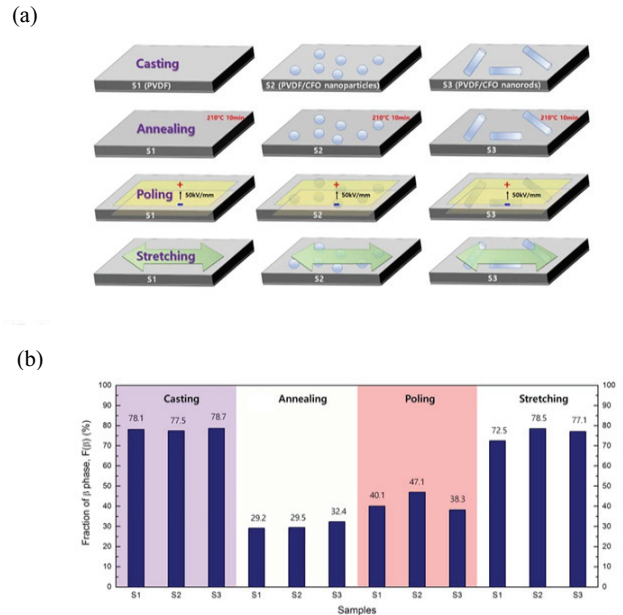 (a)
Casting
S1 (PVDF)
S2 (PVDF/CFO nanoparticles)
S3 (PVDF/CFO nanorods)
Annealing
210°C 10min
S1
210°C 10min
S2
210°C 10min
S3
Poling
+
50kV/mm
-
S1
+
50kV/mm
-
S2
+
50kV/mm
-
S3
Stretching
S1
S2
S3
(b)
Casting Annealing Poling Stretching
Fraction of β phase, F(β) (%)
100 100
90 90
80 80
70 70
60 60
50 50
40 40
30 30
20 20
10 10
0 0
78.1 77.5 78.7 29.2 29.5 32.4 40.1 47.1 38.3 72.5 78.5 77.1
S1 S2 S3 S1 S2 S3 S1 S2 S3 S1 S2 S3
Samples